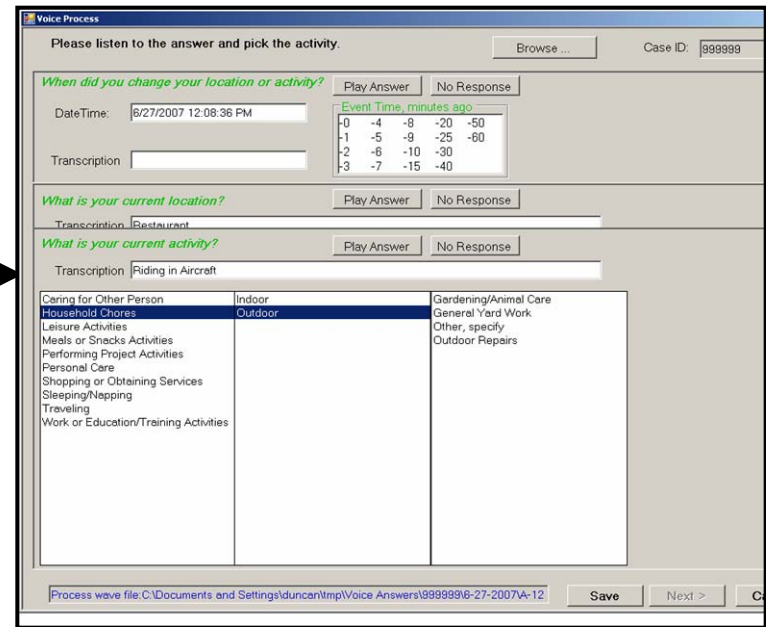 Voice Process
Please listen to the answer and pick the activity.
Browse ...
Case ID: 999999
When did you change your location or activity?
Play Answer
No Response
DateTime: 6/27/2007 12:08:36 PM
Event Time, minutes ago
-0 -4 -8 -20 -50
-1 -5 -9 -25 -60
-2 -6 -10 -30
-3 -7 -15 -40
Transcription
What is your current location?
Play Answer
No Response
Transcription Restaurant
What is your current activity?
Play Answer
No Response
Transcription Riding in Aircraft
Caring for Other Person
Household Chores
Leisure Activities
Meals or Snacks Activities
Performing Project Activities
Personal Care
Shopping or Obtaining Services
Sleeping/Napping
Traveling
Work or Education/Training Activities
Indoor
Outdoor
Gardening/Animal Care
General Yard Work
Other, specify
Outdoor Repairs
Process wave file:C:\Documents and Settings\duncan\tmp\Voice Answers\999999\6-27-2007\A-12
Save
Next >
Ca